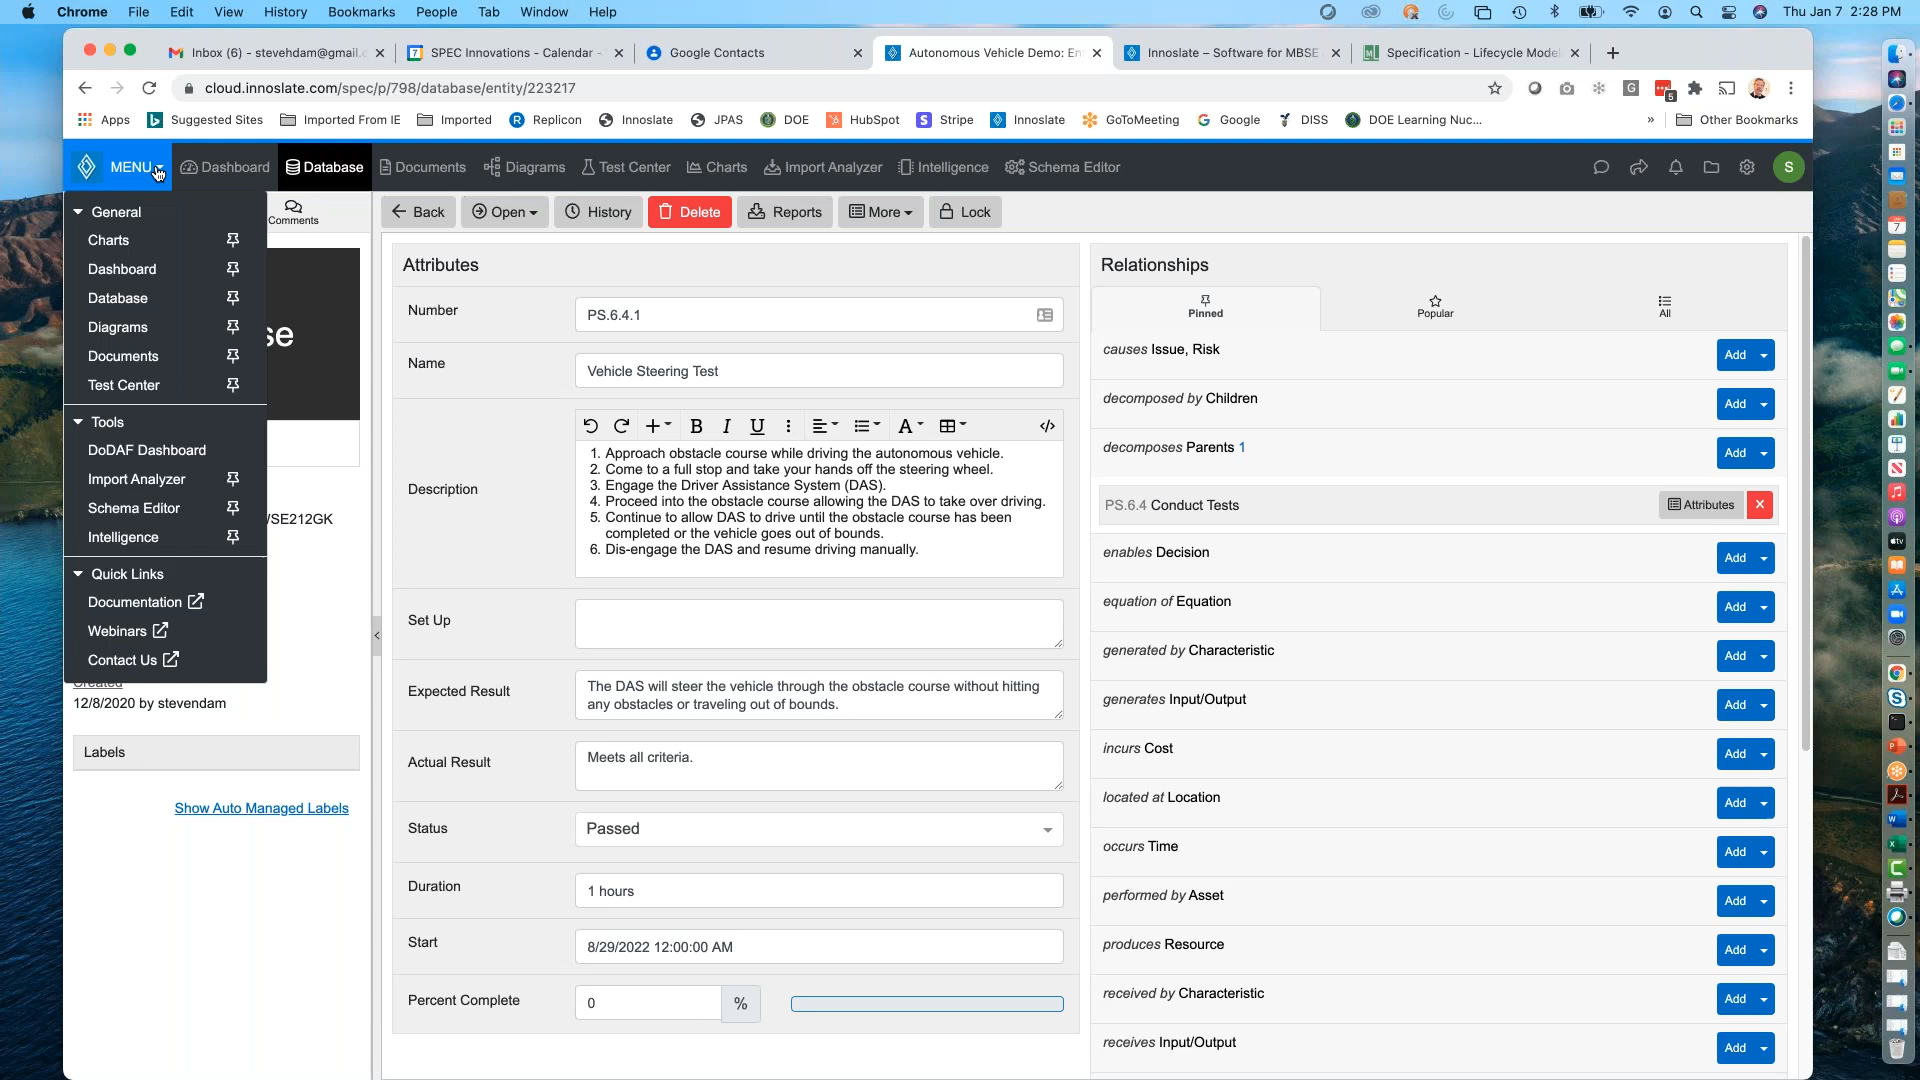 Chrome File Edit View History Bookmarks People Tab Window Help Thu Jan 7 2:28 PM
Inbox (6) - stevehdam@gmail.c SPEC Innovations - Calendar - Google Contacts Autonomous Vehicle Demo: En Innoslate – Software for MBSE Specification - Lifecycle Model
cloud.innoslate.com/spec/p/798/database/entity/223217
Apps Suggested Sites Imported From IE Imported Replicon Innoslate JPAS DOE HubSpot Stripe Innoslate GoToMeeting Google DISS DOE Learning Nuc... » Other Bookmarks
MENU Dashboard Database Documents Diagrams Test Center Charts Import Analyzer Intelligence Schema Editor S
General
Charts
Dashboard
Database
Diagrams
Documents
Test Center
Tools
DoDAF Dashboard
Import Analyzer
Schema Editor
Intelligence
Quick Links
Documentation
Webinars
Contact Us
Comments
se
/SE212GK
Created
12/8/2020 by stevendam
Labels
Show Auto Managed Labels
Back Open History Delete Reports More Lock
Attributes
Number PS.6.4.1
Name Vehicle Steering Test
B I U A </>
Description
1. Approach obstacle course while driving the autonomous vehicle.
2. Come to a full stop and take your hands off the steering wheel.
3. Engage the Driver Assistance System (DAS).
4. Proceed into the obstacle course allowing the DAS to take over driving.
5. Continue to allow DAS to drive until the obstacle course has been
completed or the vehicle goes out of bounds.
6. Dis-engage the DAS and resume driving manually.
Set Up
Expected Result
The DAS will steer the vehicle through the obstacle course without hitting
any obstacles or traveling out of bounds.
Actual Result Meets all criteria.
Status Passed
Duration 1 hours
Start 8/29/2022 12:00:00 AM
Percent Complete 0 %
Relationships
Pinned Popular All
causes Issue, Risk Add
decomposed by Children Add
decomposes Parents 1 Add
PS.6.4 Conduct Tests Attributes
enables Decision Add
equation of Equation Add
generated by Characteristic Add
generates Input/Output Add
incurs Cost Add
located at Location Add
occurs Time Add
performed by Asset Add
produces Resource Add
received by Characteristic Add
receives Input/Output Add